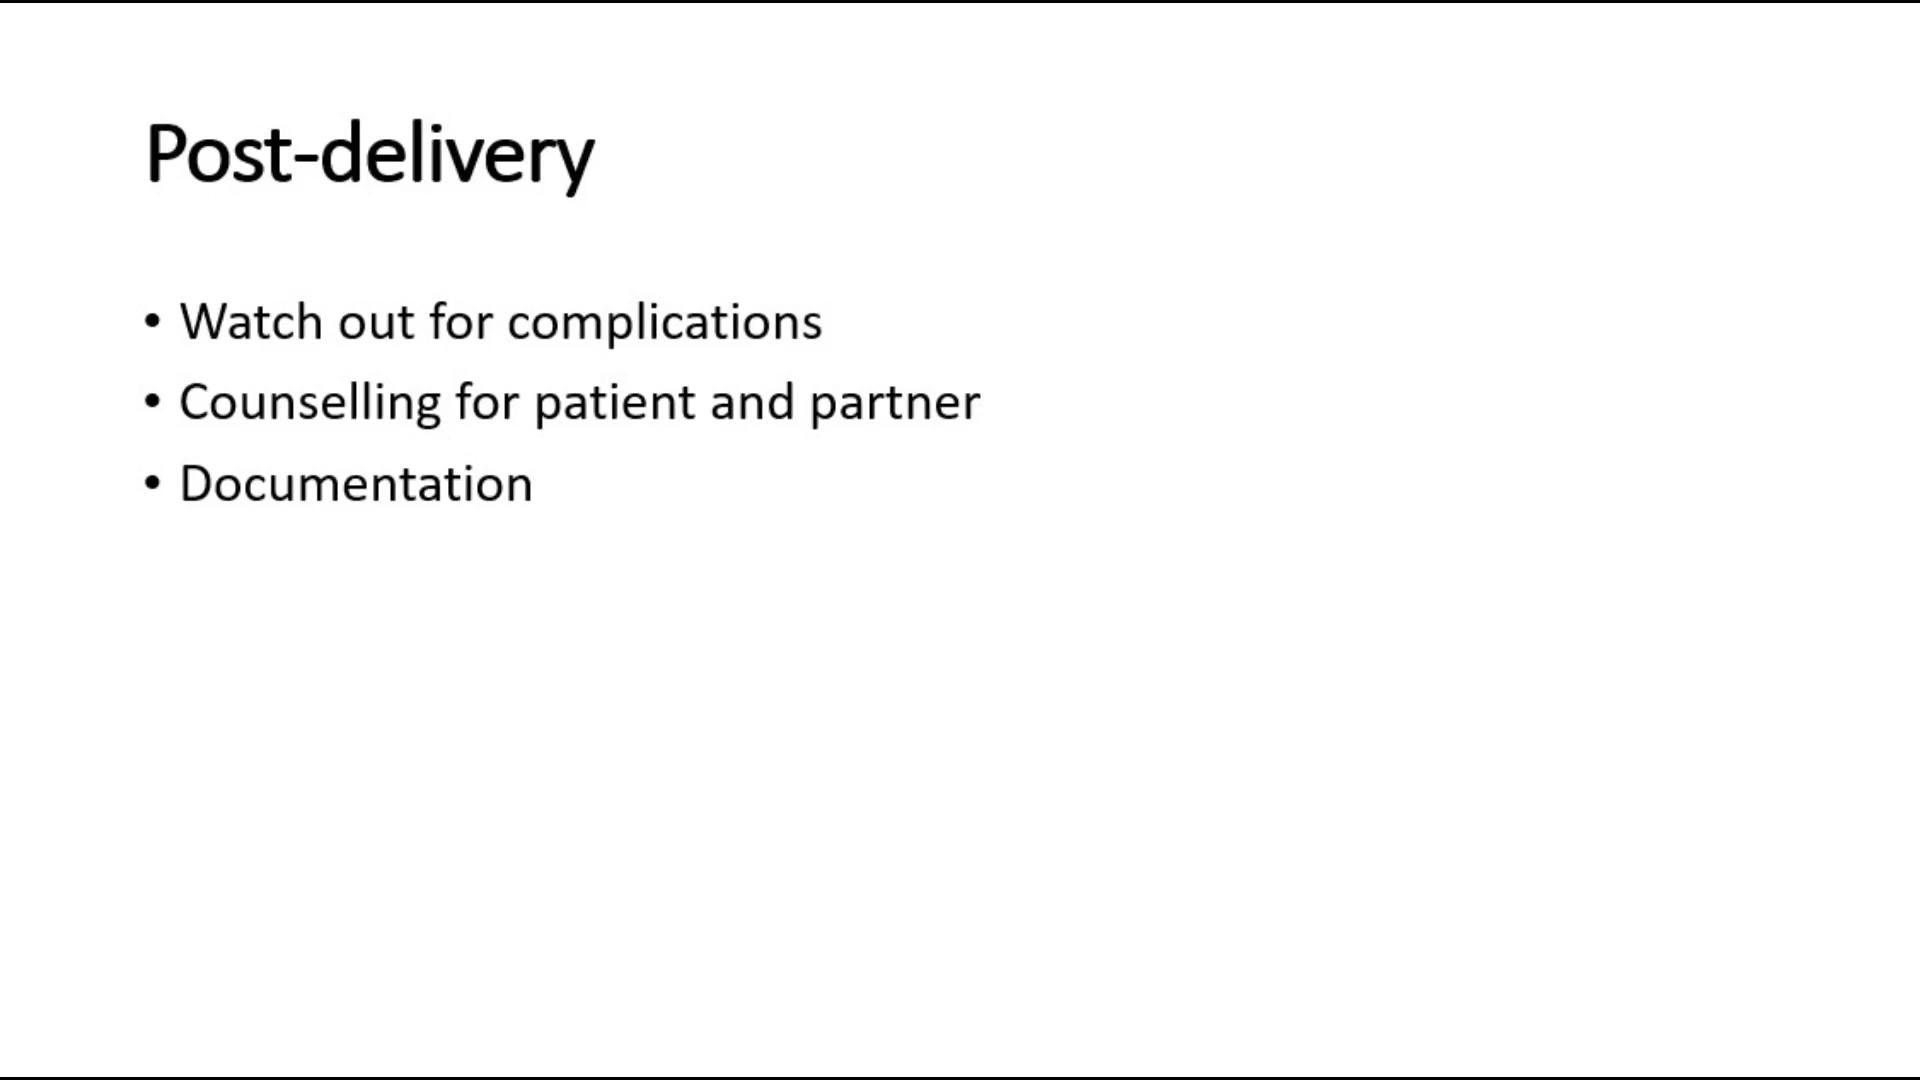 Post-delivery
• Watch out for complications
• Counselling for patient and partner
• Documentation